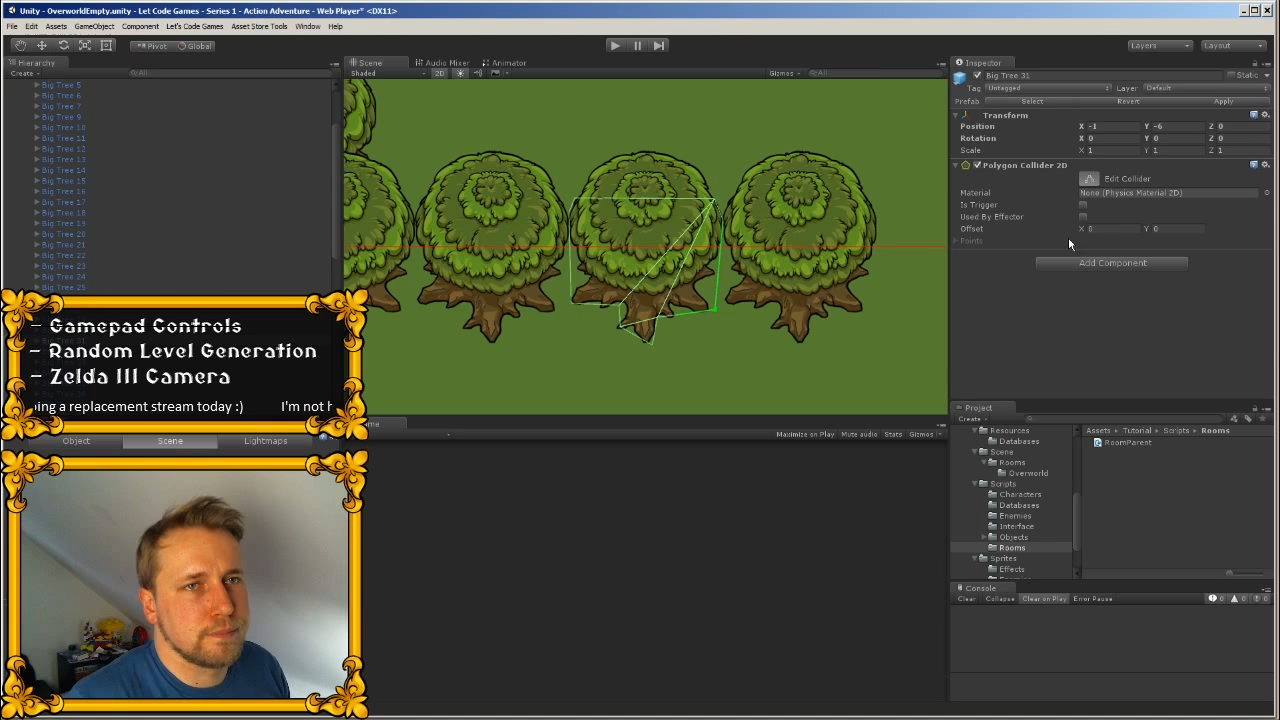 Unity - OverworldEmpty.unity - Let Code Games - Series 1 - Action Adventure - Web Player* <DX11>
File Edit Assets GameObject Component Let's Code Games Asset Store Tools Window Help
Pivot Global Layers Layout
Hierarchy
Create All
Big Tree 5
Big Tree 6
Big Tree 7
Big Tree 9
Big Tree 10
Big Tree 11
Big Tree 12
Big Tree 13
Big Tree 14
Big Tree 15
Big Tree 16
Big Tree 17
Big Tree 18
Big Tree 19
Big Tree 20
Big Tree 21
Big Tree 22
Big Tree 23
Big Tree 24
Big Tree 25
- Gamepad Controls
- Random Level Generation
- Zelda III Camera
ing a replacement stream today :) I'm not
Object Scene Lightmaps
Scene Audio Mixer Animator
Shaded 2D Gizmos All
Maximize on Play Mute audio Stats Gizmos
Inspector
Big Tree 31 Static
Tag Untagged Layer Default
Prefab Select Revert Apply
Transform
Position X -1 Y -6 Z 0
Rotation X 0 Y 0 Z 0
Scale X 1 Y 1 Z 1
Polygon Collider 2D
Edit Collider
Material None (Physics Material 2D)
Is Trigger
Used By Effector
Offset X 0 Y 0
Points
Add Component
Project
Create
Resources
Databases
Scene
Rooms
Overworld
Scripts
Characters
Databases
Enemies
Interface
Objects
Rooms
Sprites
Effects
Assets Tutorial Scripts Rooms
RoomParent
Console
Clear Collapse Clear on Play Error Pause 0 0 0